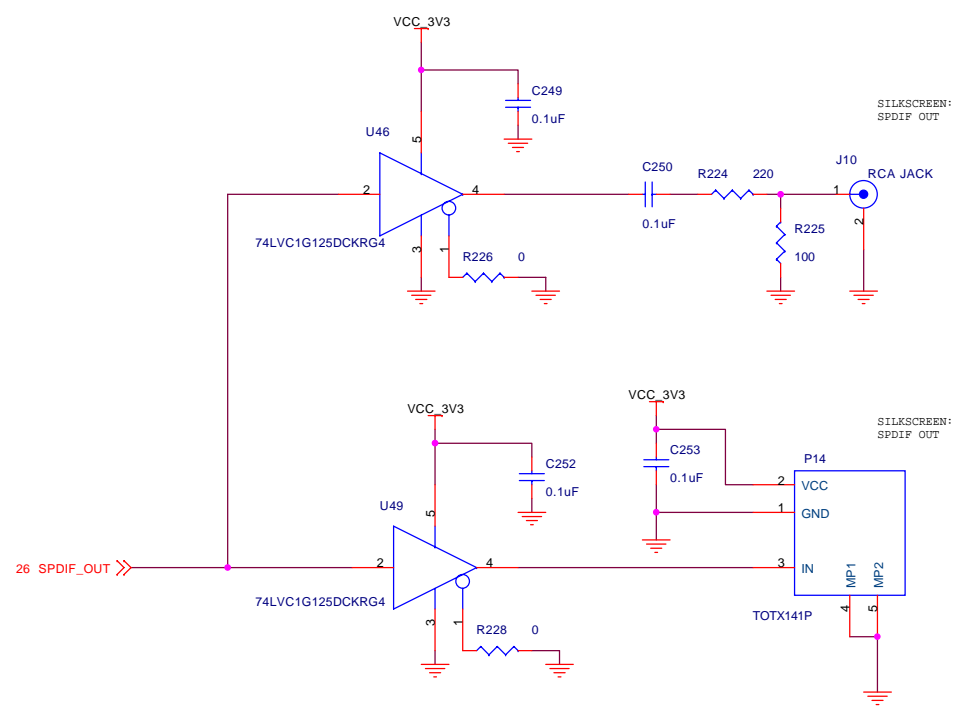 VCC_3V3
C249
0.1uF
SILKSCREEN:
SPDIF OUT
U46
5
2
4
3
1
74LVC1G125DCKRG4
R226 0
C250
0.1uF
R224 220
R225
100
J10
RCA JACK
1
2
VCC_3V3
C252
0.1uF
VCC_3V3
C253
0.1uF
SILKSCREEN:
SPDIF OUT
P14
2 VCC
1 GND
3 IN
MP1
MP2
4
5
TOTX141P
U49
5
2
4
3
1
74LVC1G125DCKRG4
R228 0
26 SPDIF_OUT